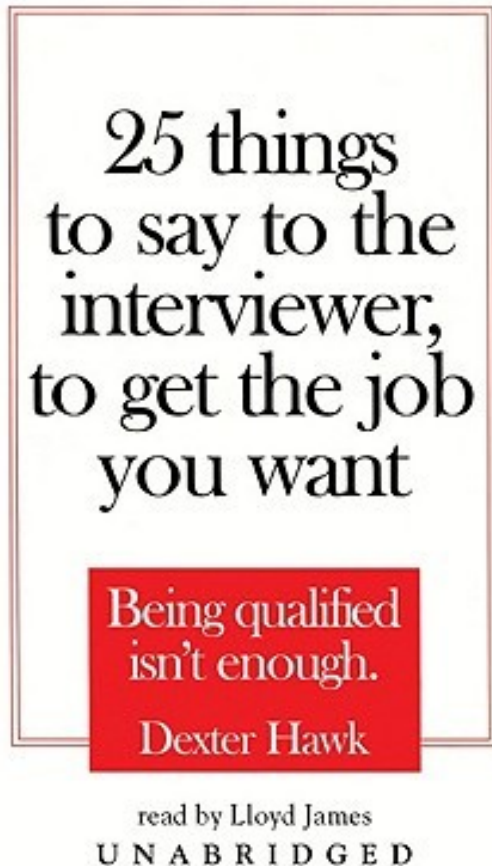 25 things
to say to the
interviewer,
to get the job
you want
Being qualified
isn't enough.
Dexter Hawk
read by Lloyd James
UNABRIDGED